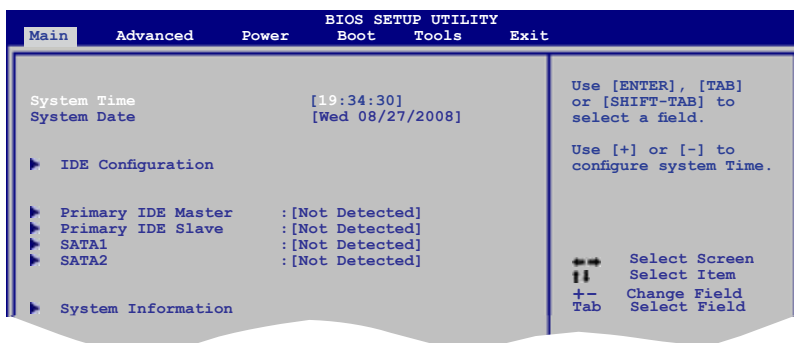 BIOS SETUP UTILITY
Main Advanced Power Boot Tools Exit
System Time [19:34:30]
System Date [Wed 08/27/2008]
IDE Configuration
Primary IDE Master :[Not Detected]
Primary IDE Slave :[Not Detected]
SATA1 :[Not Detected]
SATA2 :[Not Detected]
System Information
Use [ENTER], [TAB]
or [SHIFT-TAB] to
select a field.
Use [+] or [-] to
configure system Time.
Select Screen
Select Item
+- Change Field
Tab Select Field